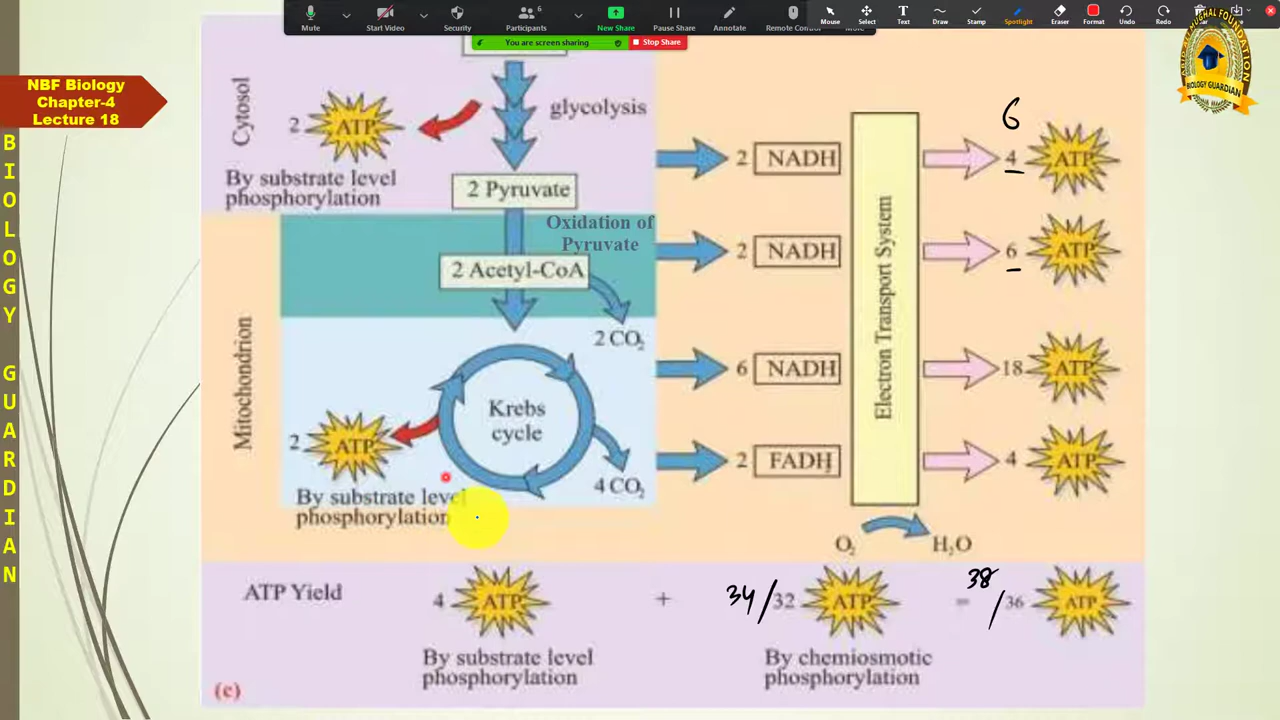 6
Mute
Start Video
Security
Participants
New Share
Pause Share
Annotate
Remote Control
Mouse
Select
Text
Draw
Stamp
Spotlight
Eraser
Format
Undo
Redo
You are screen sharing
Stop Share
NBF Biology
Chapter-4
Lecture 18
BIOLOGY GUARDIAN
BIOLOGY GUARDIAN
Cytosol
2 ATP
glycolysis
By substrate level
phosphorylation
2 Pyruvate
2 NADH
6
4 ATP
Oxidation of
Pyruvate
2 Acetyl-CoA
2 NADH
6 ATP
2 CO₂
Mitochondrion
Krebs
cycle
2 ATP
4 CO₂
By substrate level
phosphorylation
6 NADH
18 ATP
2 FADH₂
4 ATP
Electron Transport System
O₂
H₂O
ATP Yield
4 ATP + 34/32 ATP = 38/36 ATP
By substrate level
phosphorylation
By chemiosmotic
phosphorylation
(c)